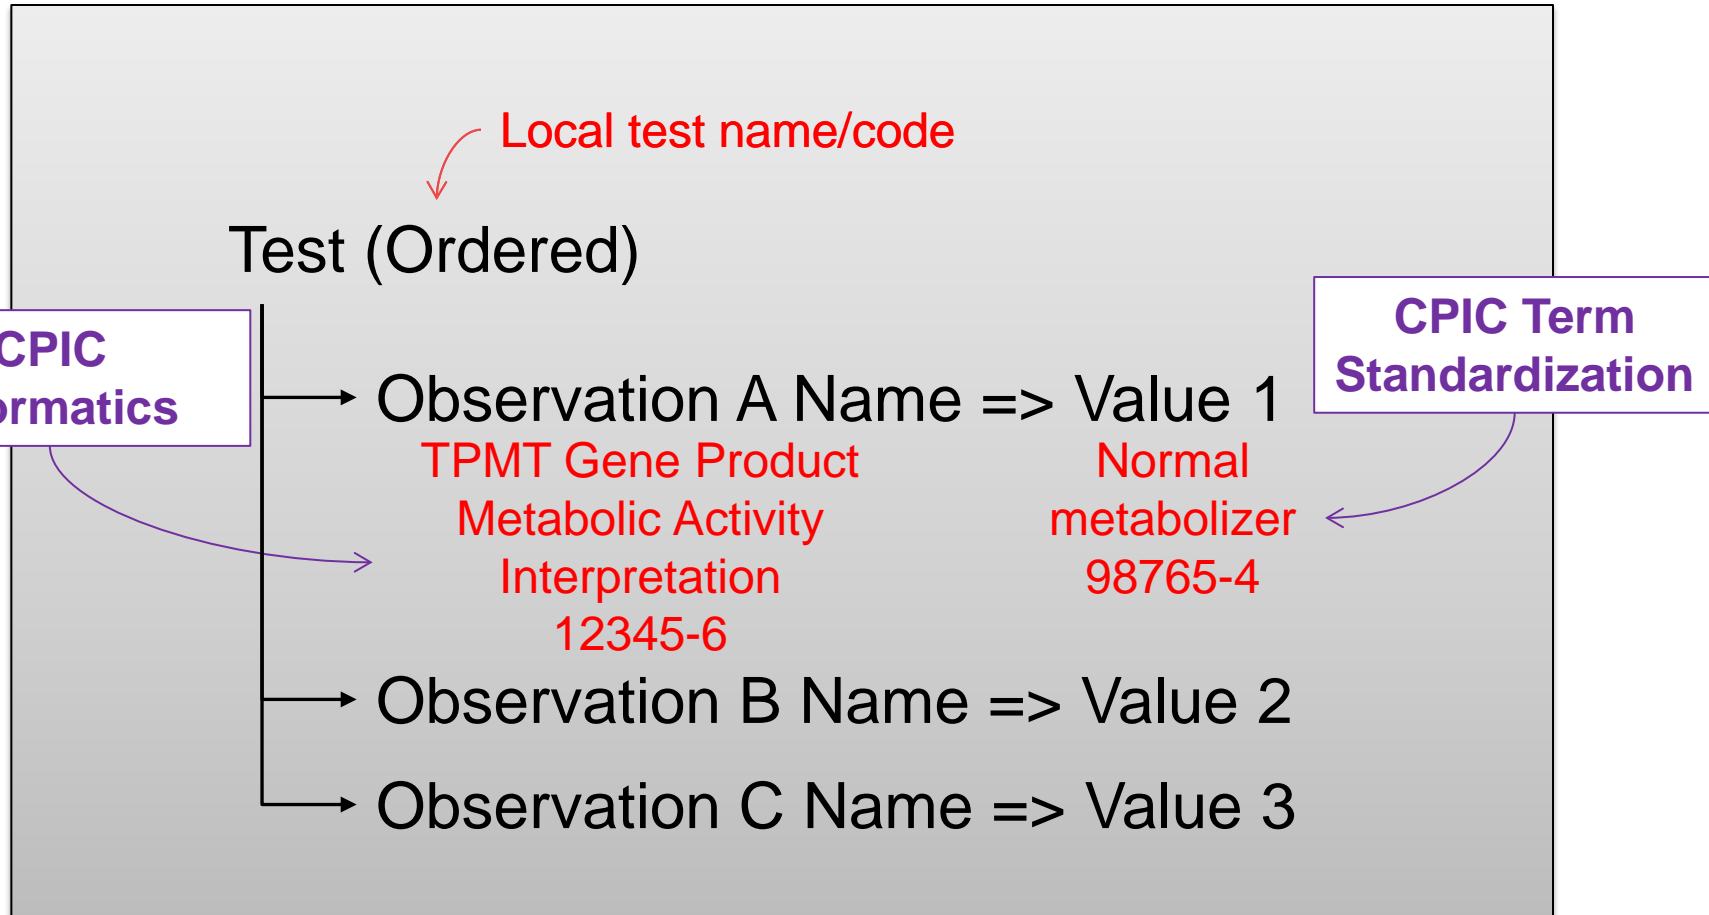 Local test name/code
Test (Ordered)
CPIC
ormatics
CPIC Term
Standardization
Observation A Name => Value 1
TPMT Gene Product
Metabolic Activity
Interpretation
12345-6
Normal
metabolizer
98765-4
Observation B Name => Value 2
Observation C Name => Value 3